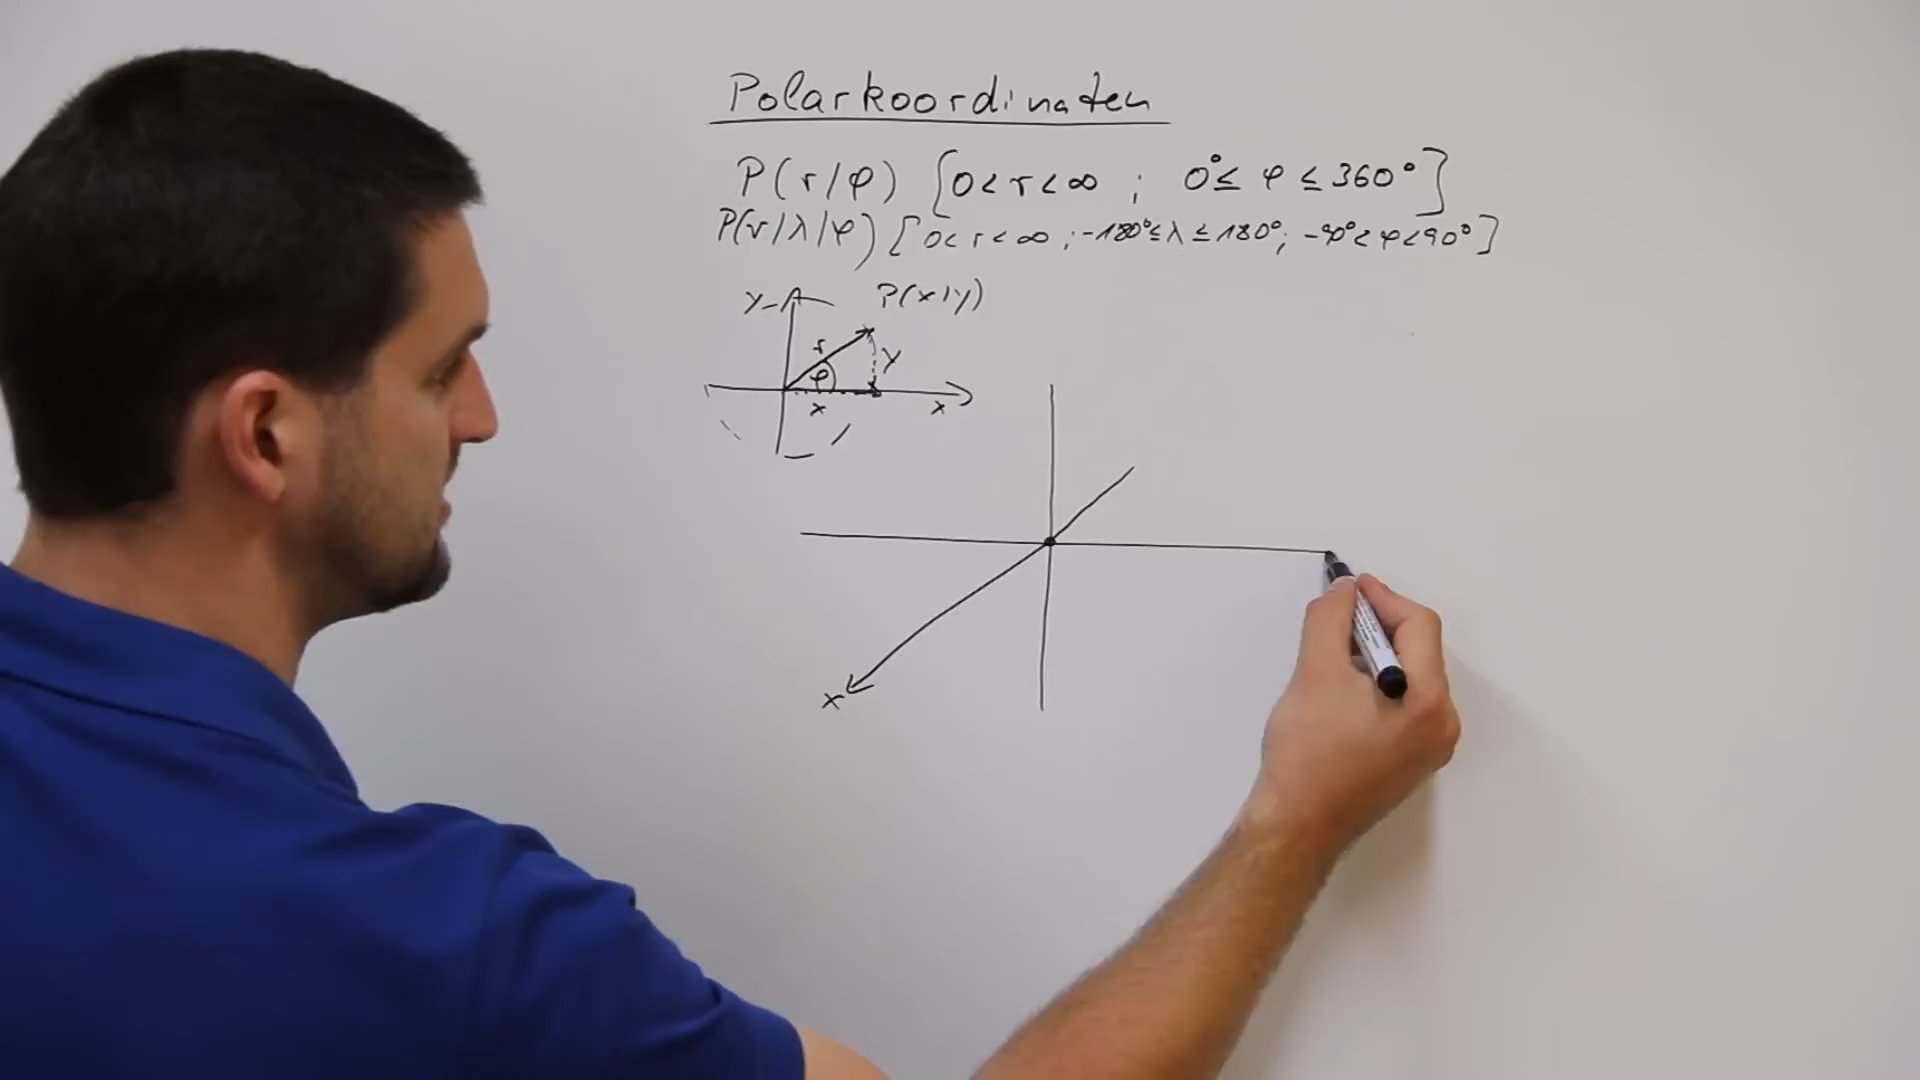 Polarkoordinaten
P(r/φ) [0<r<∞ ; 0°≤ φ ≤ 360°]
P(r/λ/φ) [0<r<∞ ; -180°≤λ≤180°; -90°<φ<90°]
y P(x/y)
r y
φ
x x
x